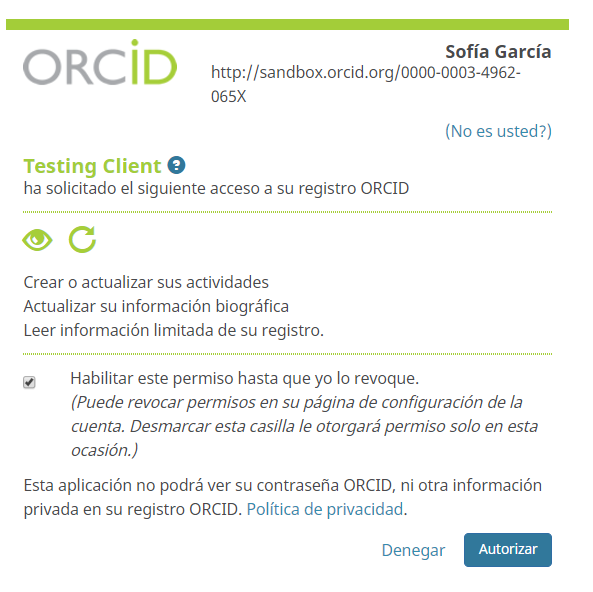 ORCiD
Sofía García
http://sandbox.orcid.org/0000-0003-4962-
065X
(No es usted?)
Testing Client ?
ha solicitado el siguiente acceso a su registro ORCID
Crear o actualizar sus actividades
Actualizar su información biográfica
Leer información limitada de su registro.
Habilitar este permiso hasta que yo lo revoque.
(Puede revocar permisos en su página de configuración de la
cuenta. Desmarcar esta casilla le otorgará permiso solo en esta
ocasión.)
Esta aplicación no podrá ver su contraseña ORCID, ni otra información
privada en su registro ORCID. Política de privacidad.
Denegar Autorizar